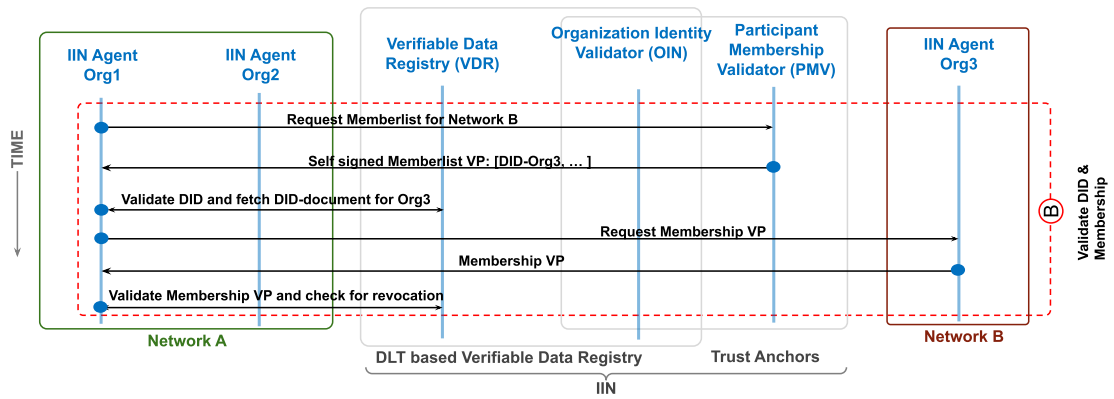 IIN Agent
Org1
IIN Agent
Org2
Verifiable Data
Registry (VDR)
Organization Identity
Validator (OIN)
Participant
Membership
Validator (PMV)
IIN Agent
Org3
TIME
Request Memberlist for Network B
Self signed Memberlist VP: [DID-Org3, … ]
Validate DID and fetch DID-document for Org3
Request Membership VP
Membership VP
Validate Membership VP and check for revocation
B
Validate DID &
Membership
Network A
DLT based Verifiable Data Registry
Trust Anchors
Network B
IIN